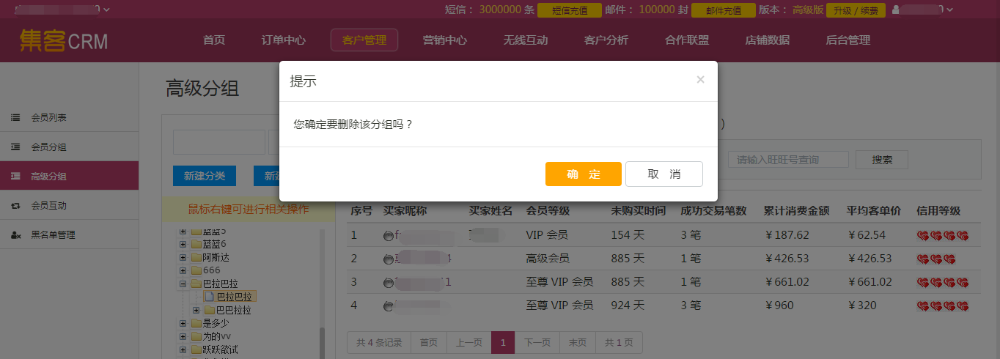 短信： 3000000 条 短信充值 邮件： 100000 封 邮件充值 版本： 高级版 升级 / 续费
集客CRM 首页 订单中心 客户管理 营销中心 无线互动 客户分析 合作联盟 店铺数据 后台管理
提示 ×
您确定要删除该分组吗？
确 定 取 消
高级分组
会员列表
会员分组
高级分组
会员互动
黑名单管理
)
请输入旺旺号查询 搜索
新建分类
鼠标右键可进行相关操作
蓝蓝5
蓝蓝6
阿斯达
666
巴拉巴拉
巴拉巴拉
巴巴拉拉
是多少
为的vv
跃跃欲试
序号 买家昵称 买家姓名 会员等级 未购买时间 成功交易笔数 累计消费金额 平均客单价 信用等级
1 VIP 会员 154 天 3 笔 ￥187.62 ￥62.54
2 高级会员 885 天 1 笔 ￥426.53 ￥426.53
3 至尊 VIP 会员 885 天 1 笔 ￥661.02 ￥661.02
4 至尊 VIP 会员 924 天 3 笔 ￥960 ￥320
共 4 条记录 首页 上一页 1 下一页 末页 共 1 页